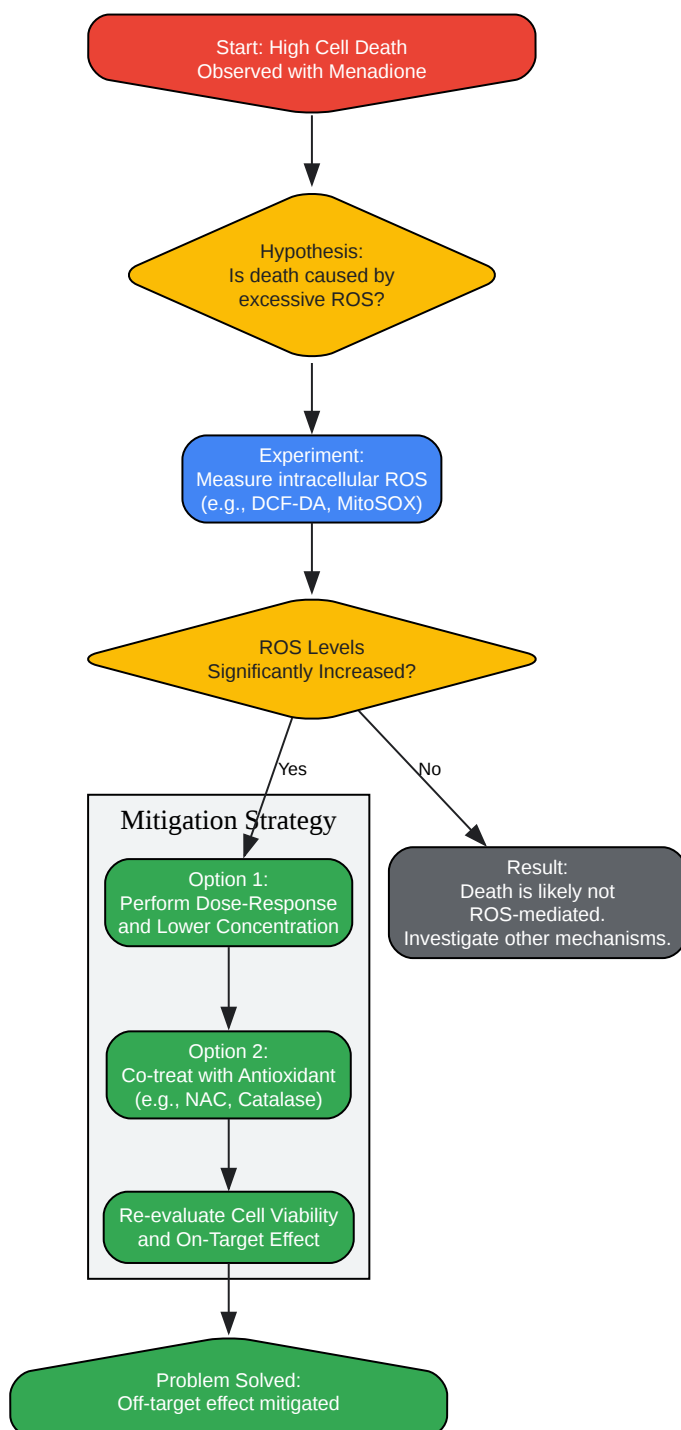 Start: High Cell Death
Observed with Menadione
Hypothesis:
Is death caused by
excessive ROS?
Experiment:
Measure intracellular ROS
(e.g., DCF-DA, MitoSOX)
ROS Levels
Significantly Increased?
Yes
No
Mitigation Strategy
Option 1:
Perform Dose-Response
and Lower Concentration
Result:
Death is likely not
ROS-mediated.
Investigate other mechanisms.
Option 2:
Co-treat with Antioxidant
(e.g., NAC, Catalase)
Re-evaluate Cell Viability
and On-Target Effect
Problem Solved:
Off-target effect mitigated